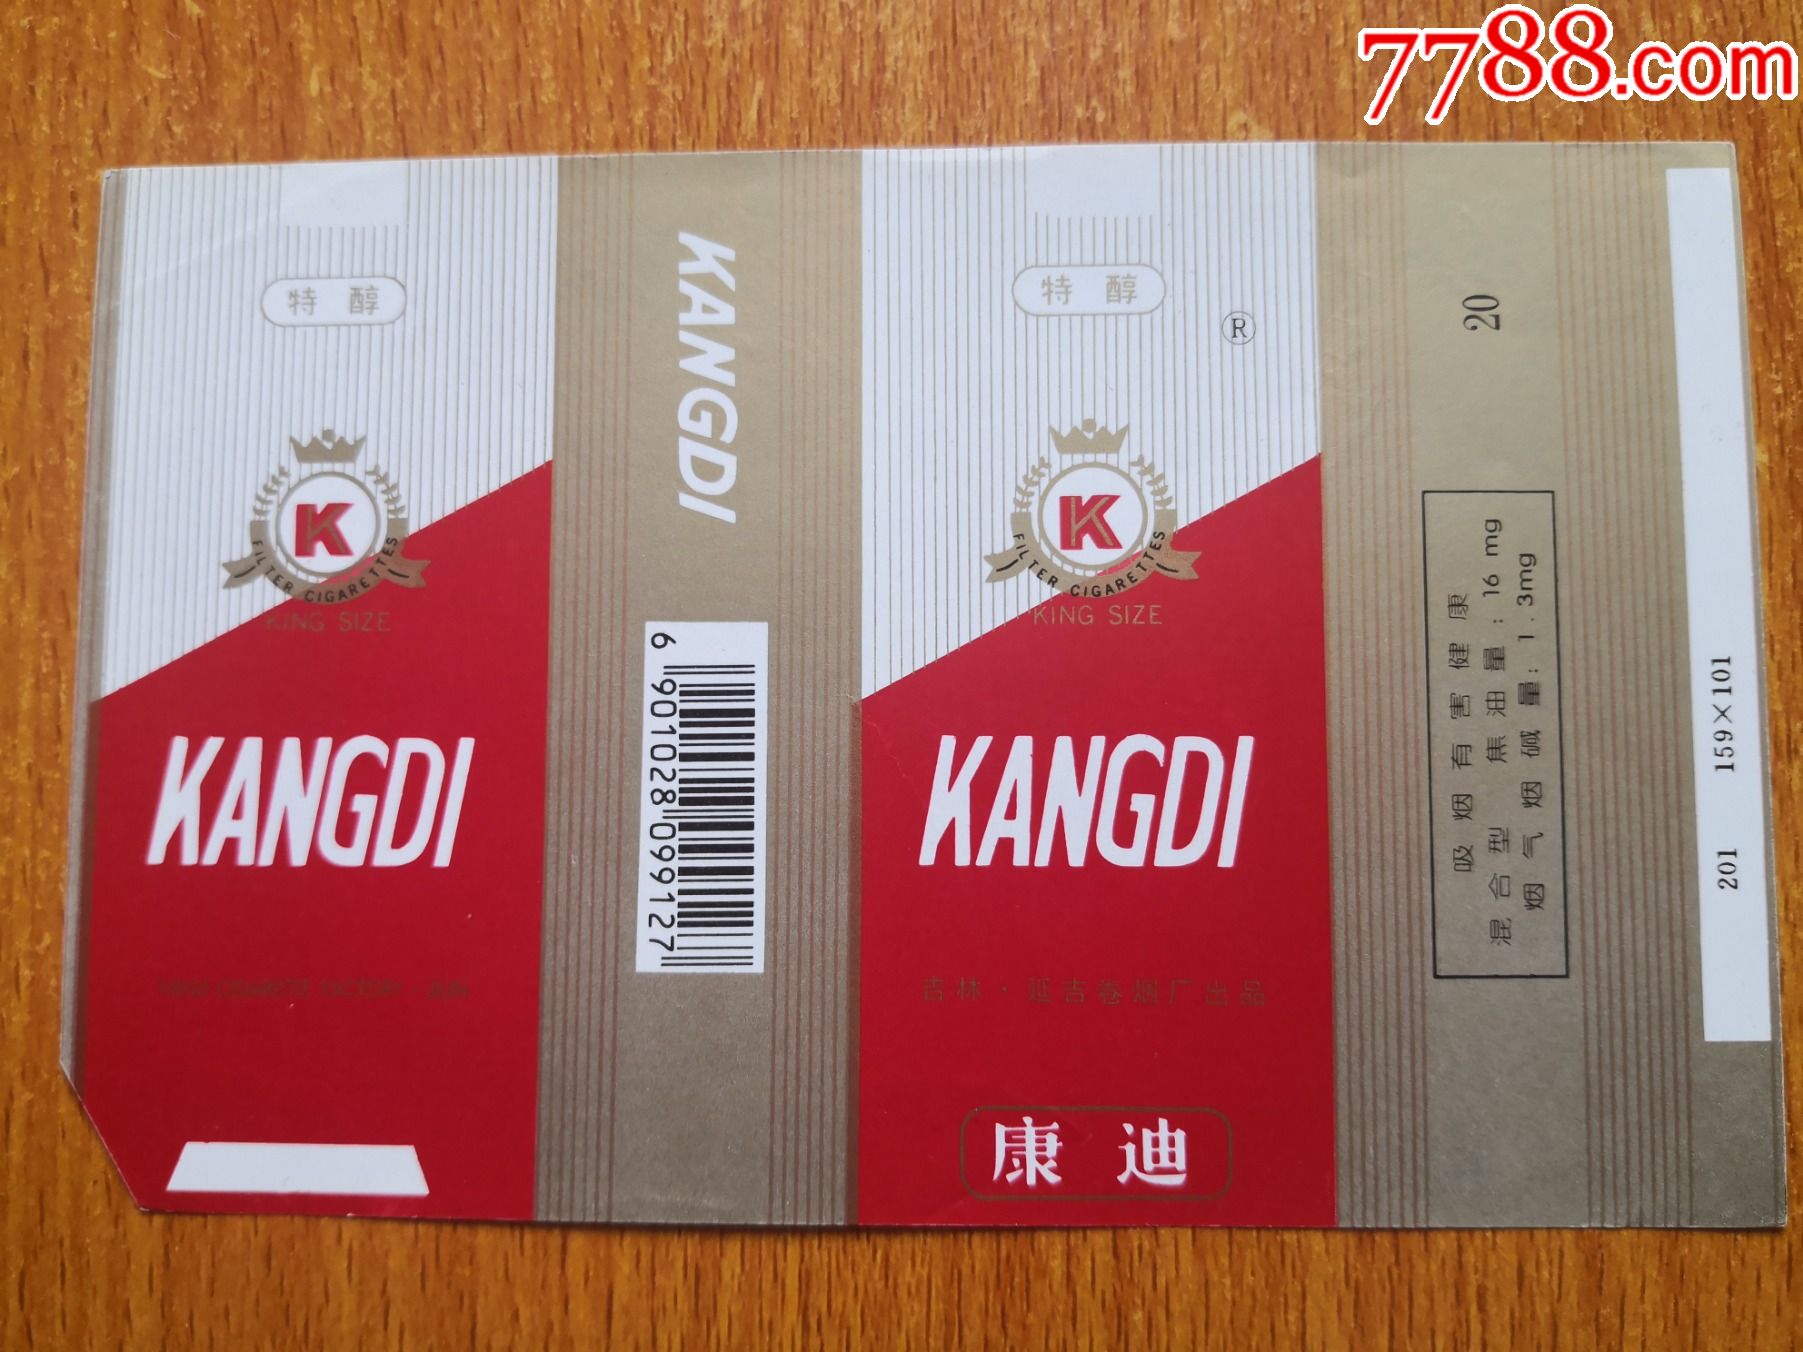 7788.com
特醇
K
FILTER CIGARETTES
KING SIZE
KANGDI
KANGDI
6 901028 099127
特醇
®
K
FILTER CIGARETTES
KING SIZE
KANGDI
吉林·延吉卷烟厂出品
康迪
20
吸烟有害健康
混合型 焦油量：16mg
烟气烟碱量：1.3mg
201 159×101